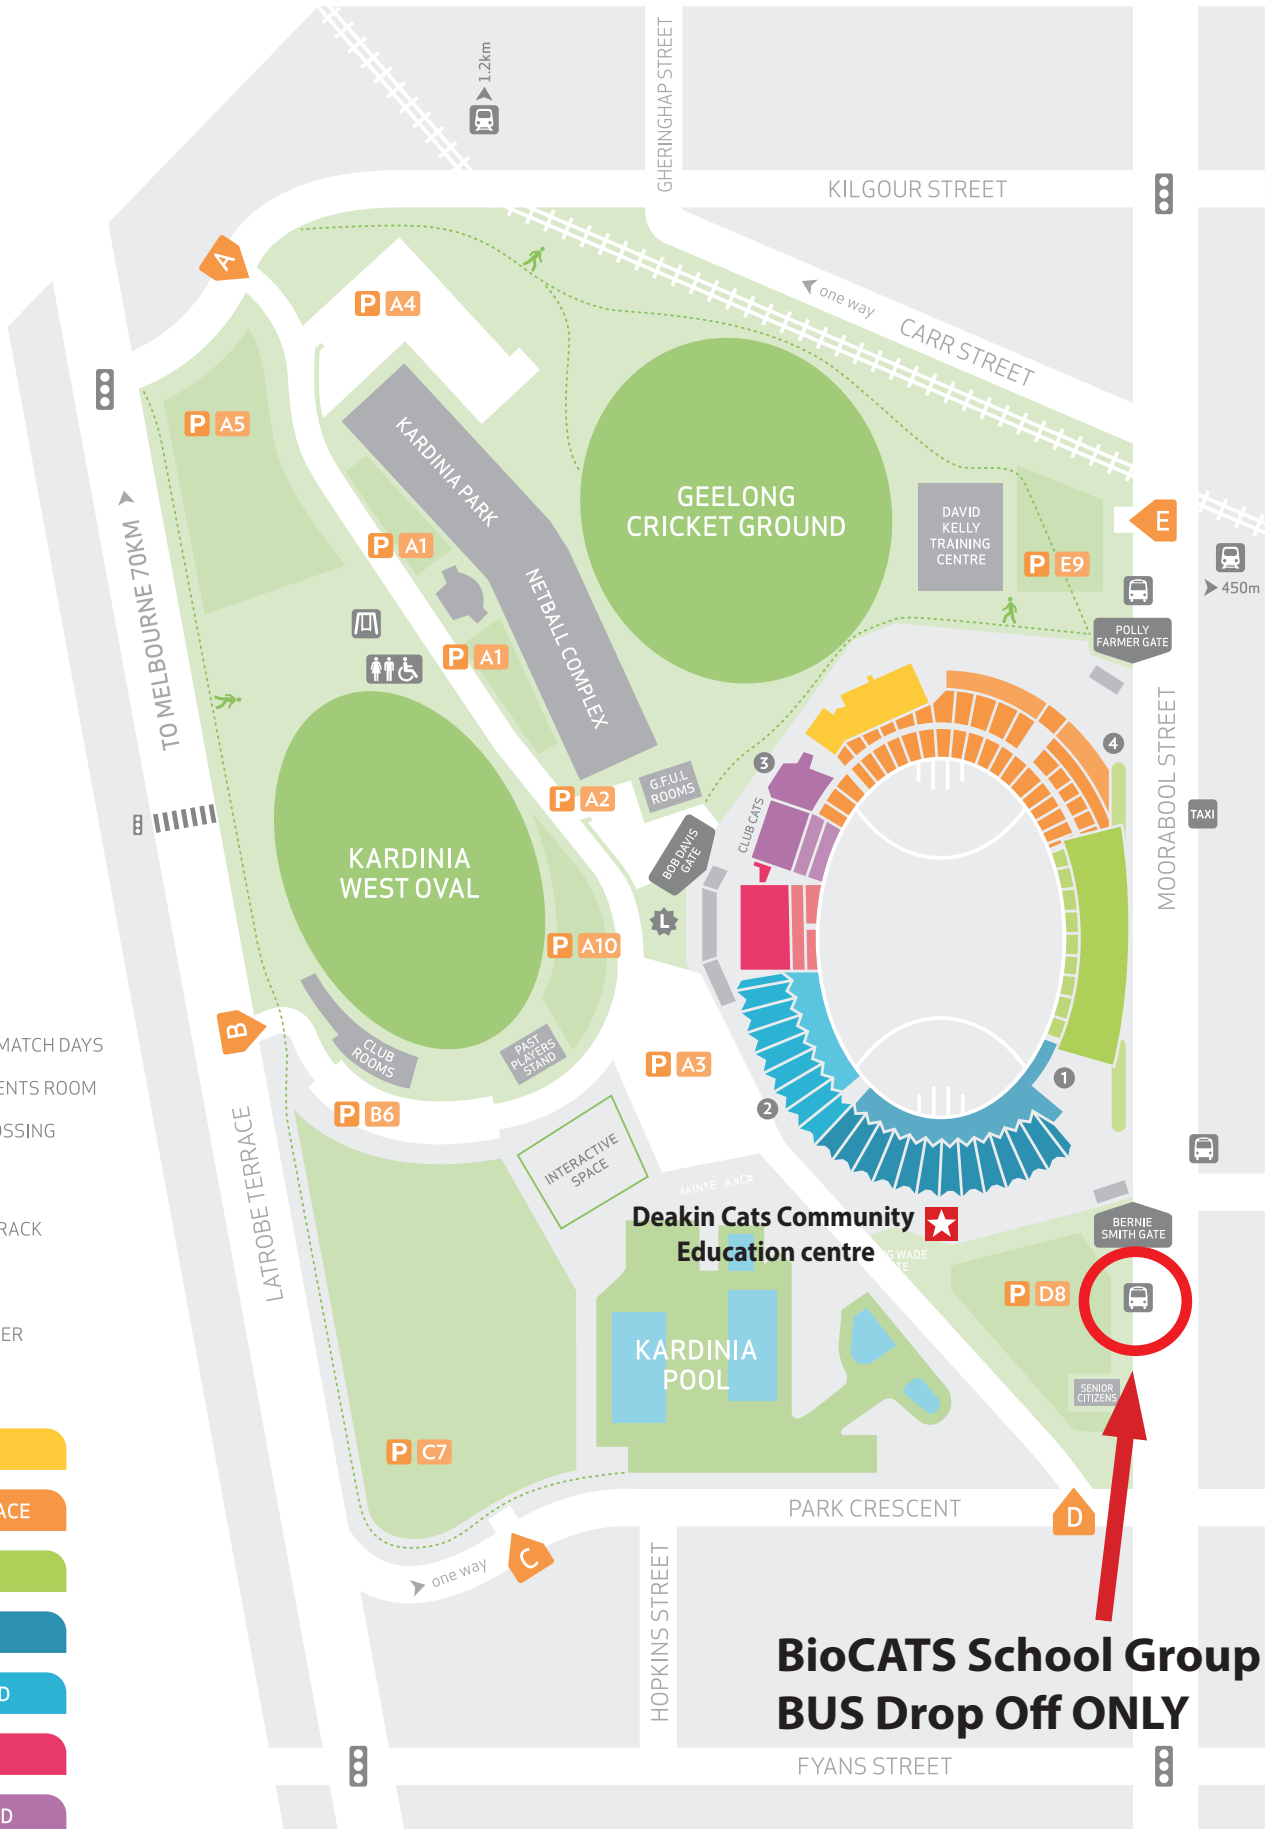 1.2km
GHERINGHAP STREET
KILGOUR STREET
A
P A4
one way
CARR STREET
P A5
KARDINIA PARK
NETBALL COMPLEX
GEELONG
CRICKET GROUND
DAVID
KELLY
TRAINING
CENTRE
E
P E9
450m
P A1
P A1
POLLY
FARMER GATE
TO MELBOURNE 70KM
MOORABOOL STREET
4
3
TAXI
P A2
G.F.U.L
ROOMS
CLUB CATS
BOB DAVIS
GATE
KARDINIA
WEST OVAL
L
P A10
B
MATCH DAYS
CLUB
ROOMS
PAST
PLAYERS
STAND
P A3
1
ENTS ROOM
2
P B6
OSSING
LATROBE TERRACE
INTERACTIVE
SPACE
RACK
Deakin Cats Community
Education centre
BERNIE
SMITH GATE
WADE
P D8
ER
KARDINIA
POOL
SENIOR
CITIZENS
P C7
ACE
PARK CRESCENT
D
one way
C
HOPKINS STREET
BioCATS School Group
BUS Drop Off ONLY
D
FYANS STREET
D